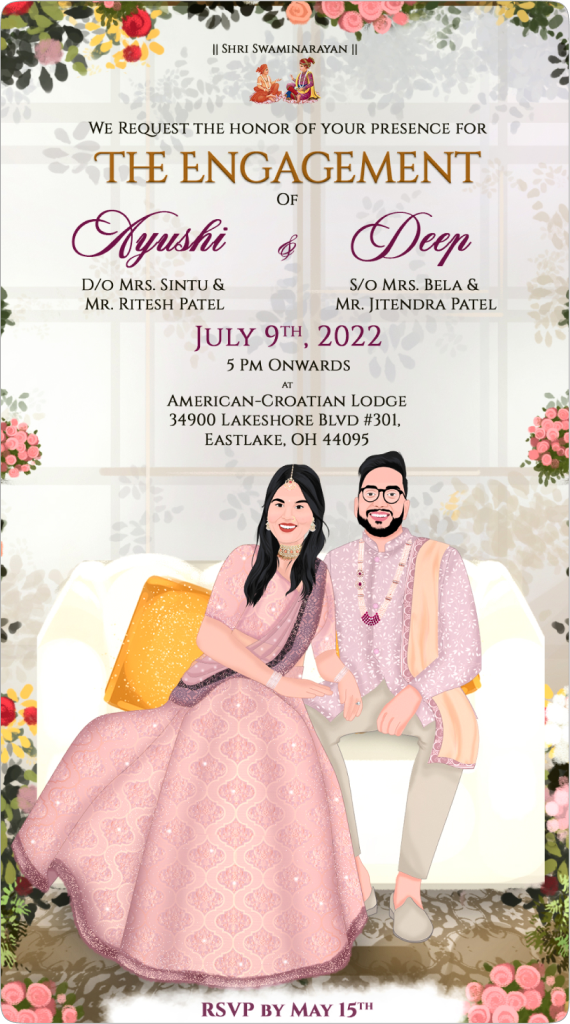 || Shri Swaminarayan ||
We Request the honor of your presence for
The Engagement
Of
Ayushi & Deep
D/o Mrs. Sintu &
Mr. Ritesh Patel
S/o Mrs. Bela &
Mr. Jitendra Patel
July 9th, 2022
5 Pm Onwards
at
American-Croatian Lodge
34900 Lakeshore Blvd #301,
Eastlake, OH 44095
RSVP by May 15th